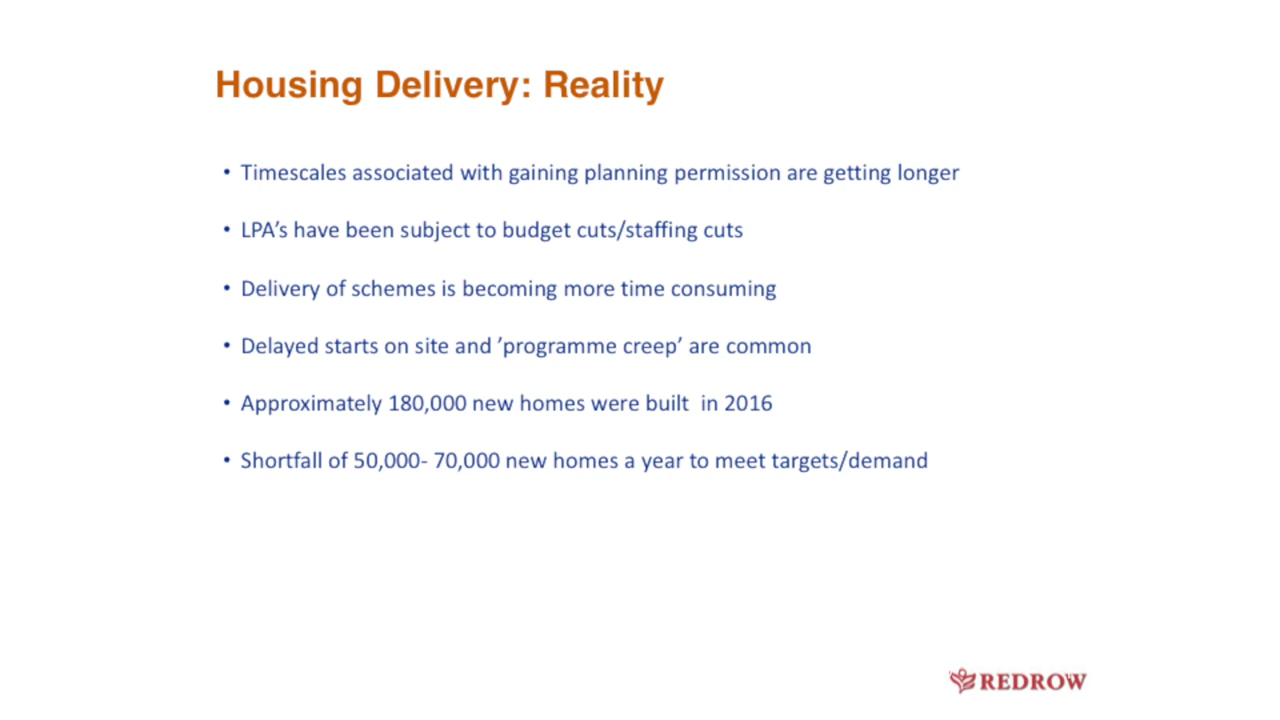 Housing Delivery: Reality
• Timescales associated with gaining planning permission are getting longer
• LPA’s have been subject to budget cuts/staffing cuts
• Delivery of schemes is becoming more time consuming
• Delayed starts on site and ’programme creep’ are common
• Approximately 180,000 new homes were built  in 2016
• Shortfall of 50,000- 70,000 new homes a year to meet targets/demand
REDROW